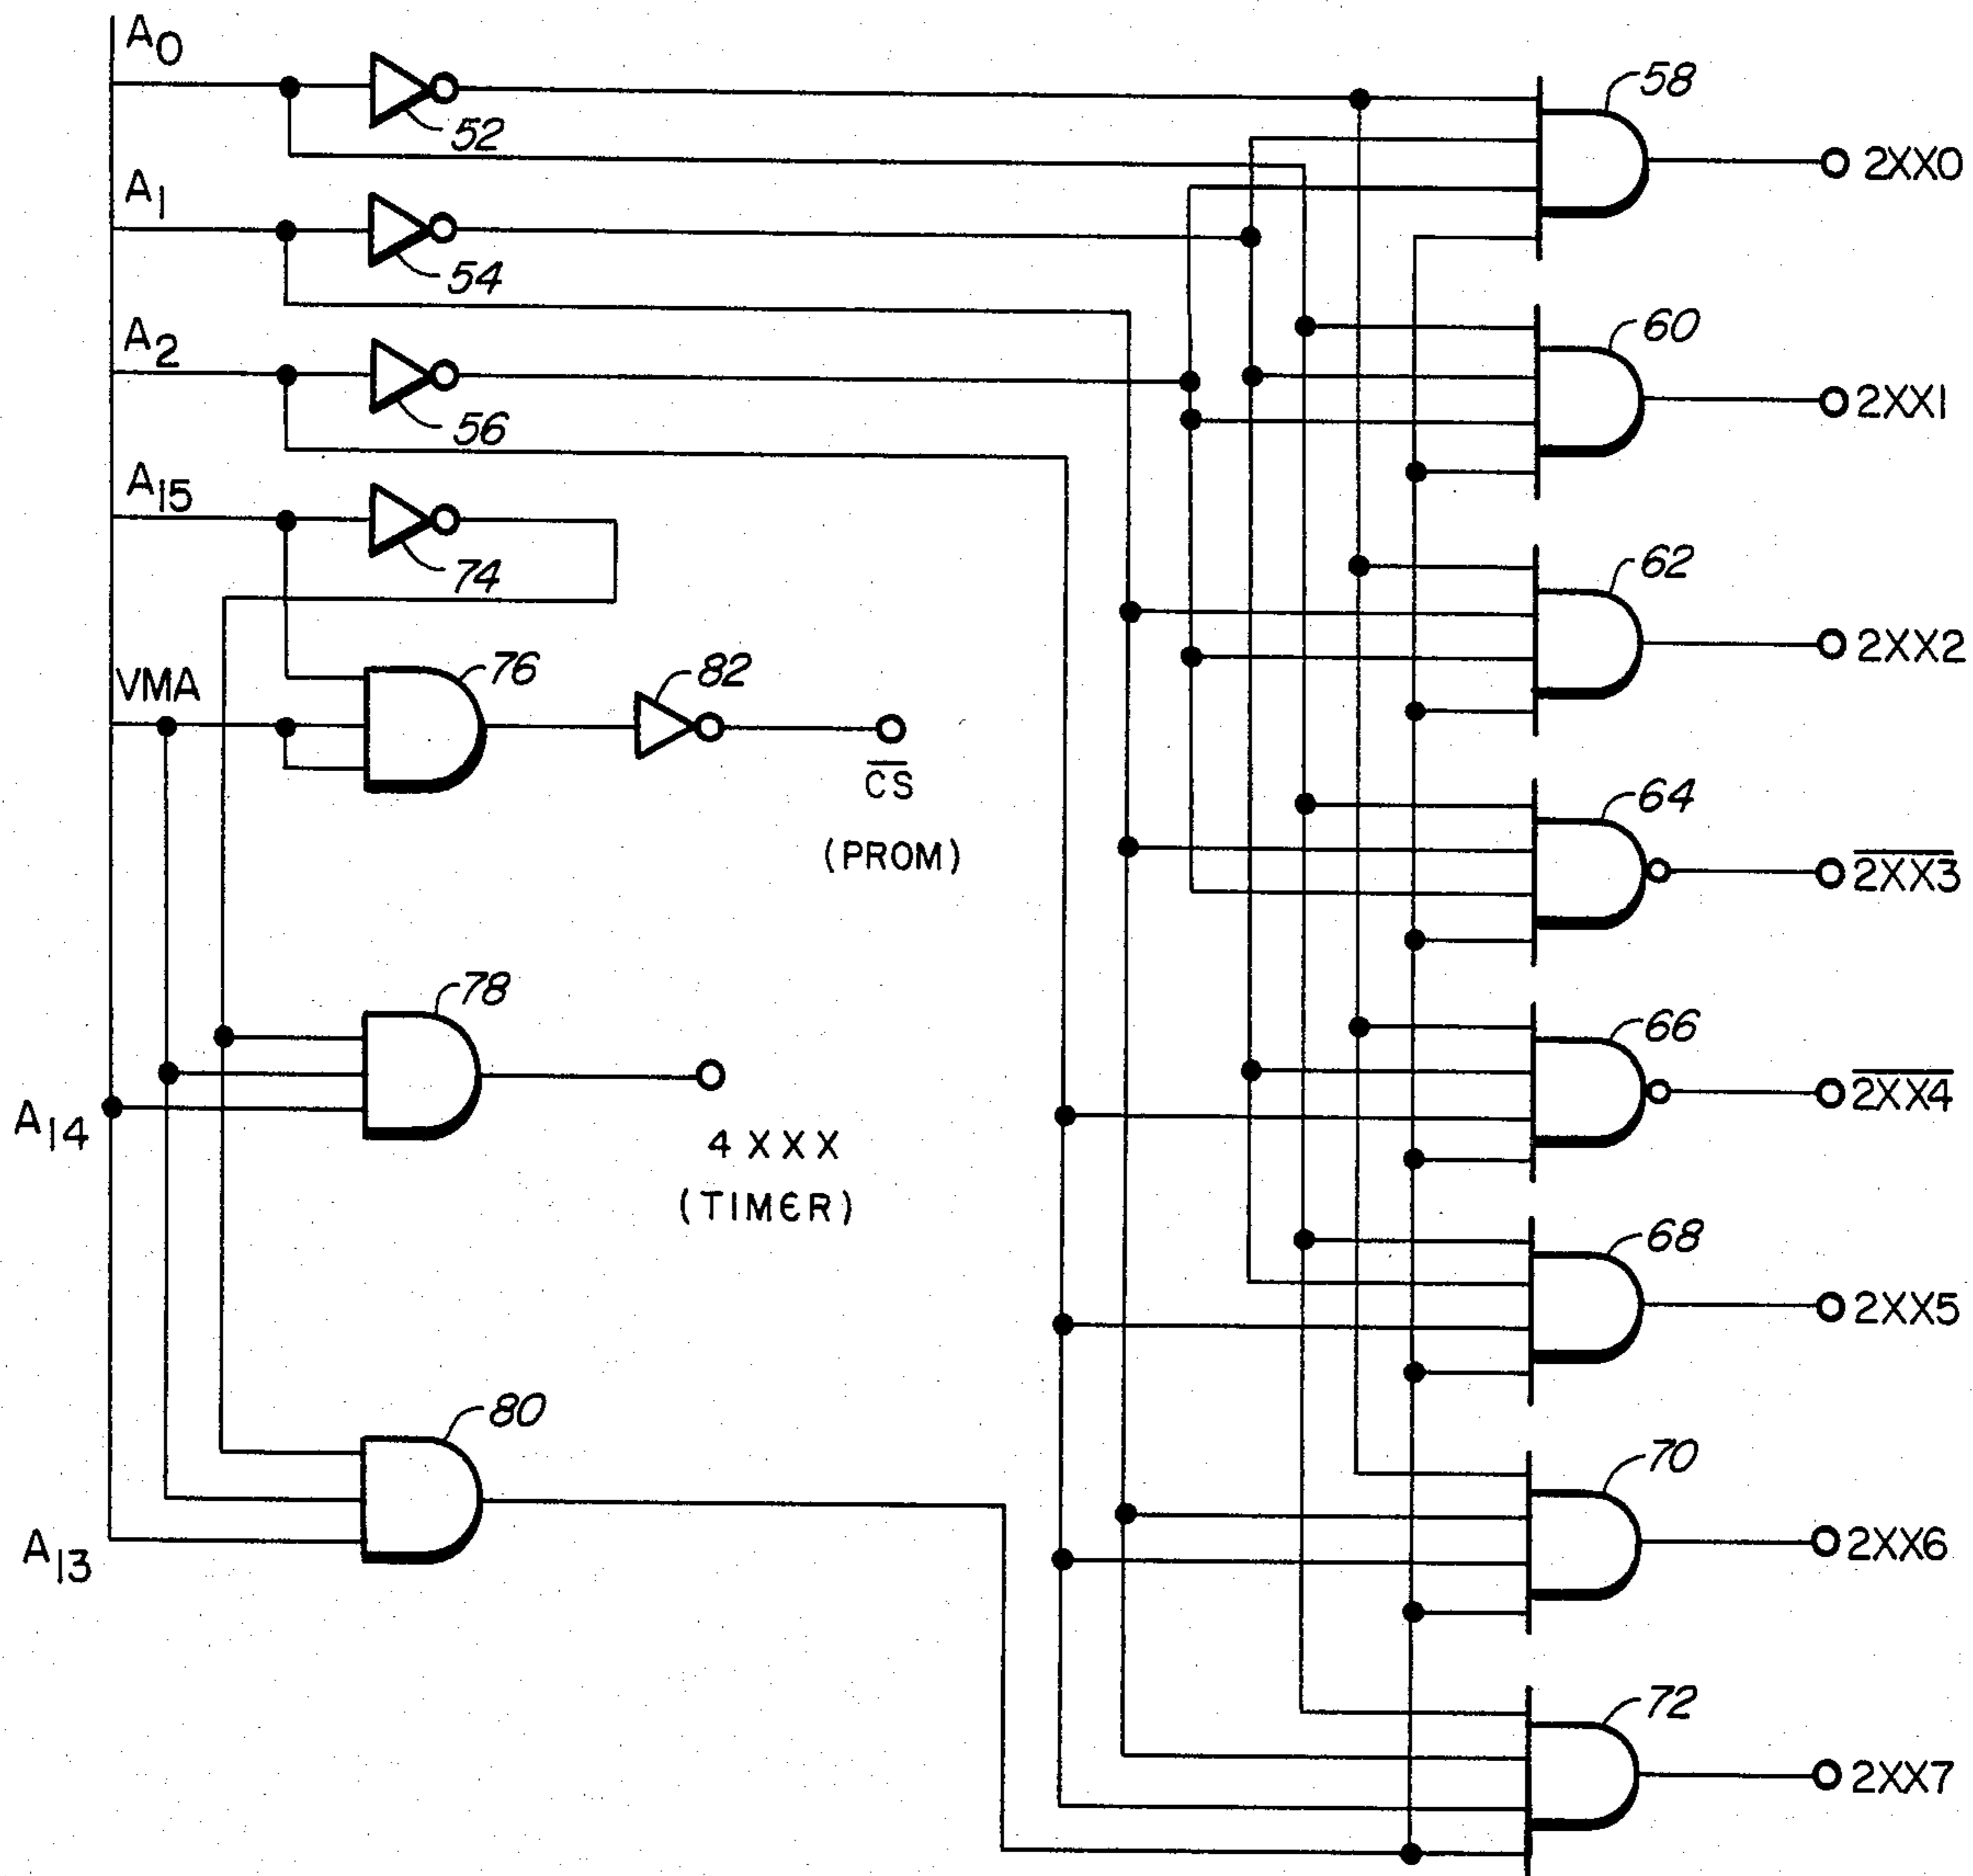 A0
52
58
2XX0
A1
54
60
2XX1
A2
56
62
2XX2
A15
74
VMA
76
82
CS
(PROM)
64
2XX3
78
A14
4XXX
(TIMER)
66
2XX4
68
2XX5
80
A13
70
2XX6
72
2XX7